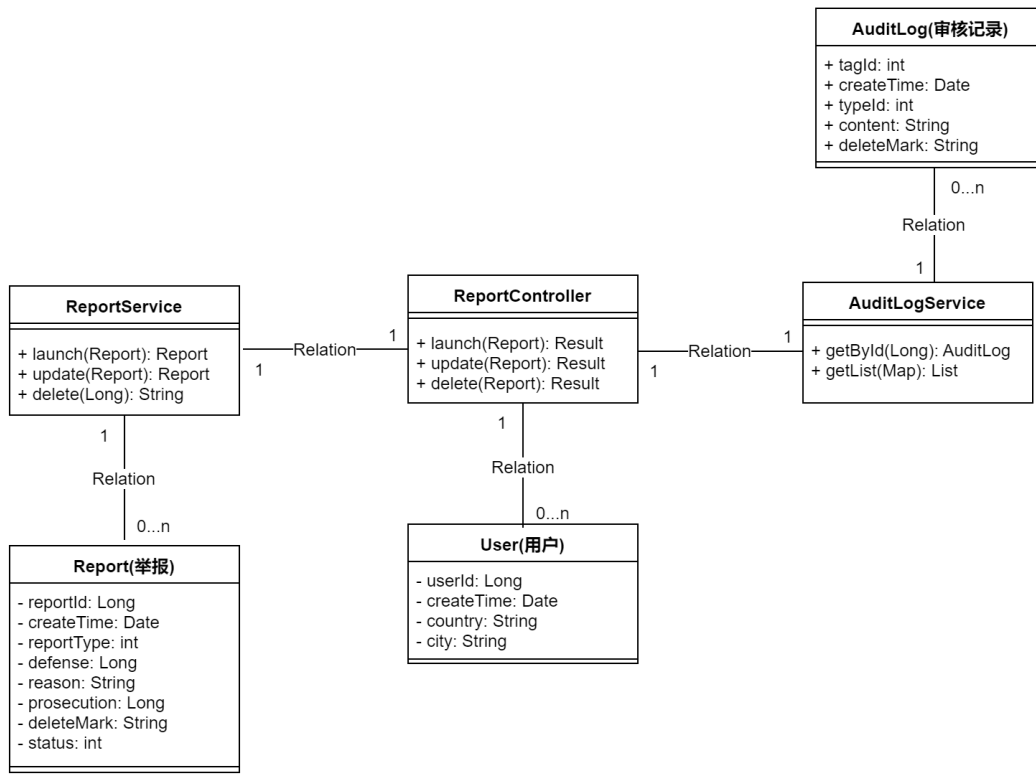 AuditLog(审核记录)
+ tagId: int
+ createTime: Date
+ typeId: int
+ content: String
+ deleteMark: String
0...n
Relation
1
AuditLogService
+ getById(Long): AuditLog
+ getList(Map): List
ReportController
+ launch(Report): Result
+ update(Report): Result
+ delete(Report): Result
1
Relation
1
ReportService
+ launch(Report): Report
+ update(Report): Report
+ delete(Long): String
1
Relation
1
1
Relation
0...n
Report(举报)
- reportId: Long
- createTime: Date
- reportType: int
- defense: Long
- reason: String
- prosecution: Long
- deleteMark: String
- status: int
1
Relation
0...n
User(用户)
- userId: Long
- createTime: Date
- country: String
- city: String